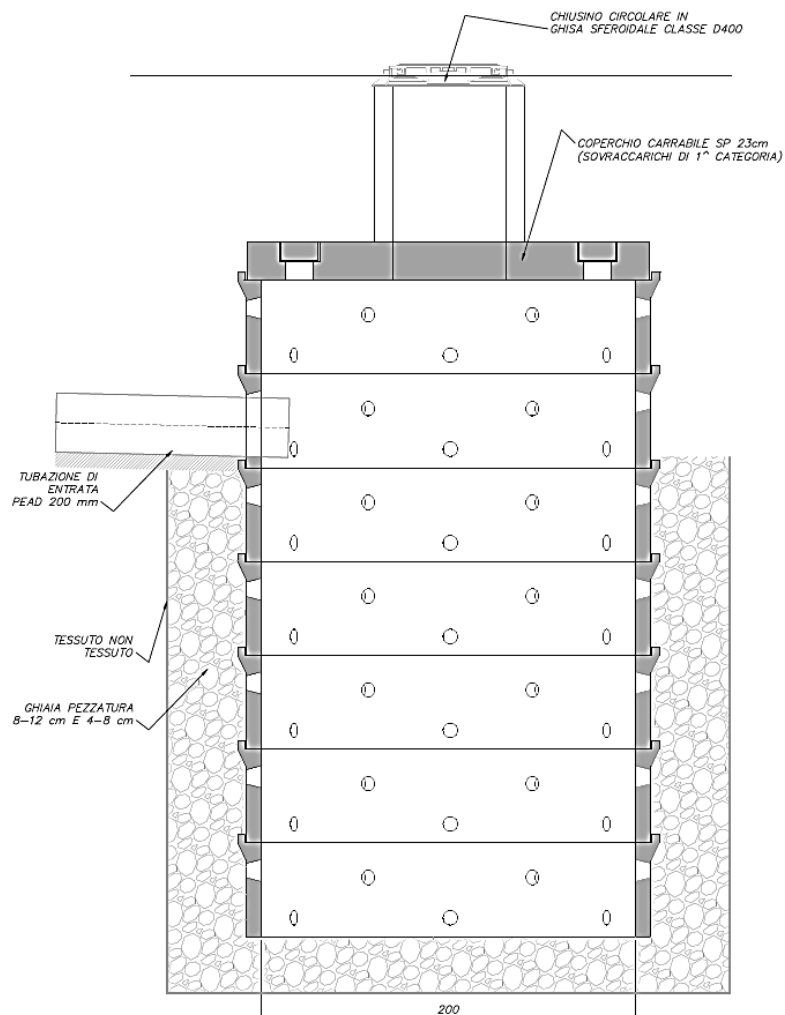 CHIUSINO CIRCOLARE IN
GHISA SFEROIDALE CLASSE D400
COPERCHIO CARRABILE SP 23cm
(SOVRACCARICHI DI 1^ CATEGORIA)
TUBAZIONE DI
ENTRATA
PEAD 200 mm
TESSUTO NON
TESSUTO
GHIAIA PEZZATURA
8-12 cm E 4-8 cm
200